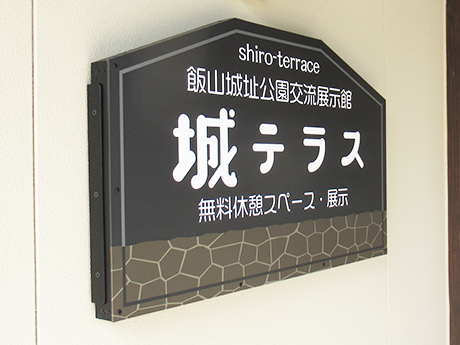 shiro-terrace
飯山城址公園交流展示館
城テラス
無料休憩スペース・展示